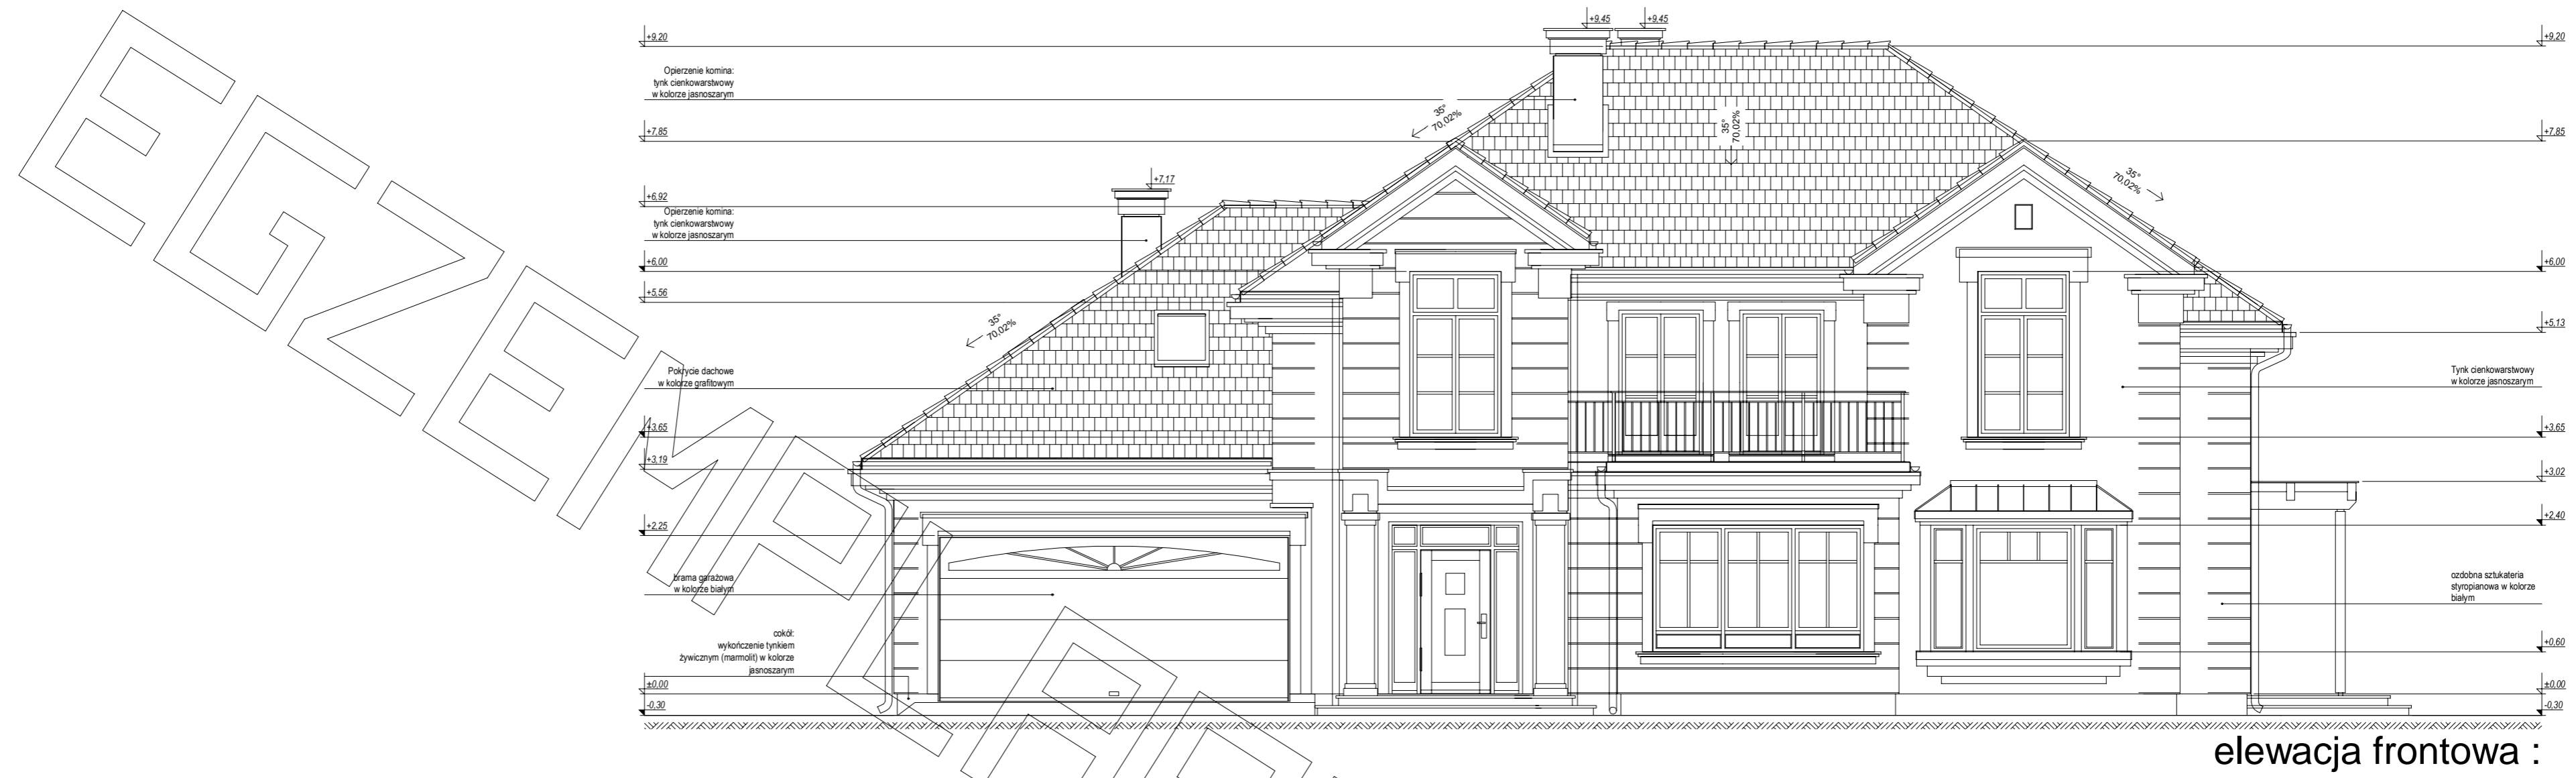 +9,45
+9,45
+9,20
+9,20
Opierzenie komina:
tynk cienkowarstwowy
w kolorze jasnoszarym
35°
70.02%
35°
70.02%
+7,85
+7,85
35°
70.02%
+7,17
+6,92
Opierzenie komina:
tynk cienkowarstwowy
w kolorze jasnoszarym
+6,00
+6,00
+5,56
35°
70.02%
+5,13
Pokrycie dachowe
w kolorze grafitowym
Tynk cienkowarstwowy
w kolorze jasnoszarym
+3,65
+3,65
+3,19
+3,02
+2,25
+2,40
brama garażowa
w kolorze białym
ozdobna sztukateria
styropianowa w kolorze
białym
cokół:
wykończenie tynkiem
żywicznym (marmolit) w kolorze
jasnoszarym
+0,60
±0,00
±0,00
-0,30
-0,30
elewacja frontowa :